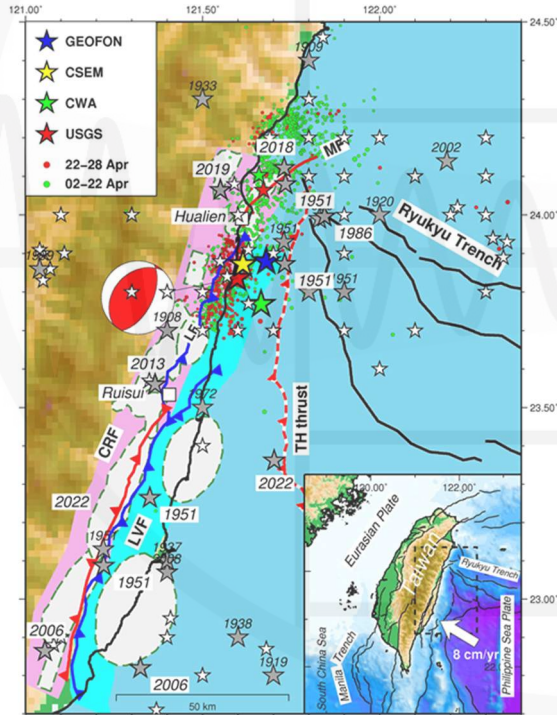 121.00° 121.50° 122.00°
GEOFON
CSEM
CWA
USGS
22-28 Apr
02-22 Apr
1909
24.50°
1933
2018
MF
2019
2002
Hualien
1951
1920
24.00°
1951
1986
Ryukyu Trench
1951
1951
1908
LF
2013
Ruisui
1972
23.50°
TH thrust
CRF
2022
2022
1951
LVF
1951
1937
1951
23.00°
2006
1938
1919
2006
50 km
120.00° 122.00°
Eurasian Plate
Taiwan
Ryukyu Trench
Philippine Sea Plate
South China Sea
Manila Trench
8 cm/yr
22.